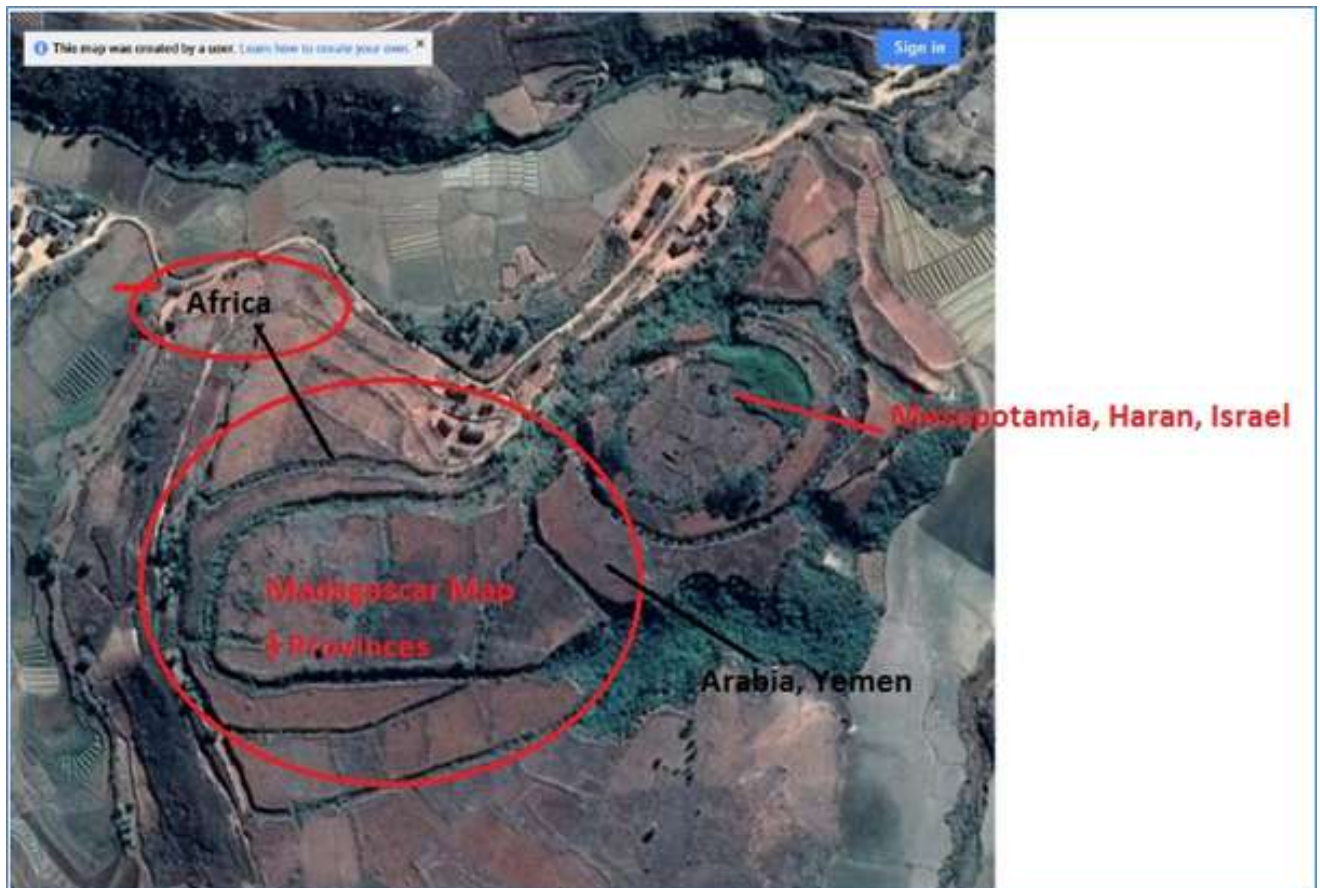 This map was created by a user. Learn how to create your own.
Sign in
Africa
Mesopotamia, Haran, Israel
Madagascar Map
Provinces
Arabia, Yemen